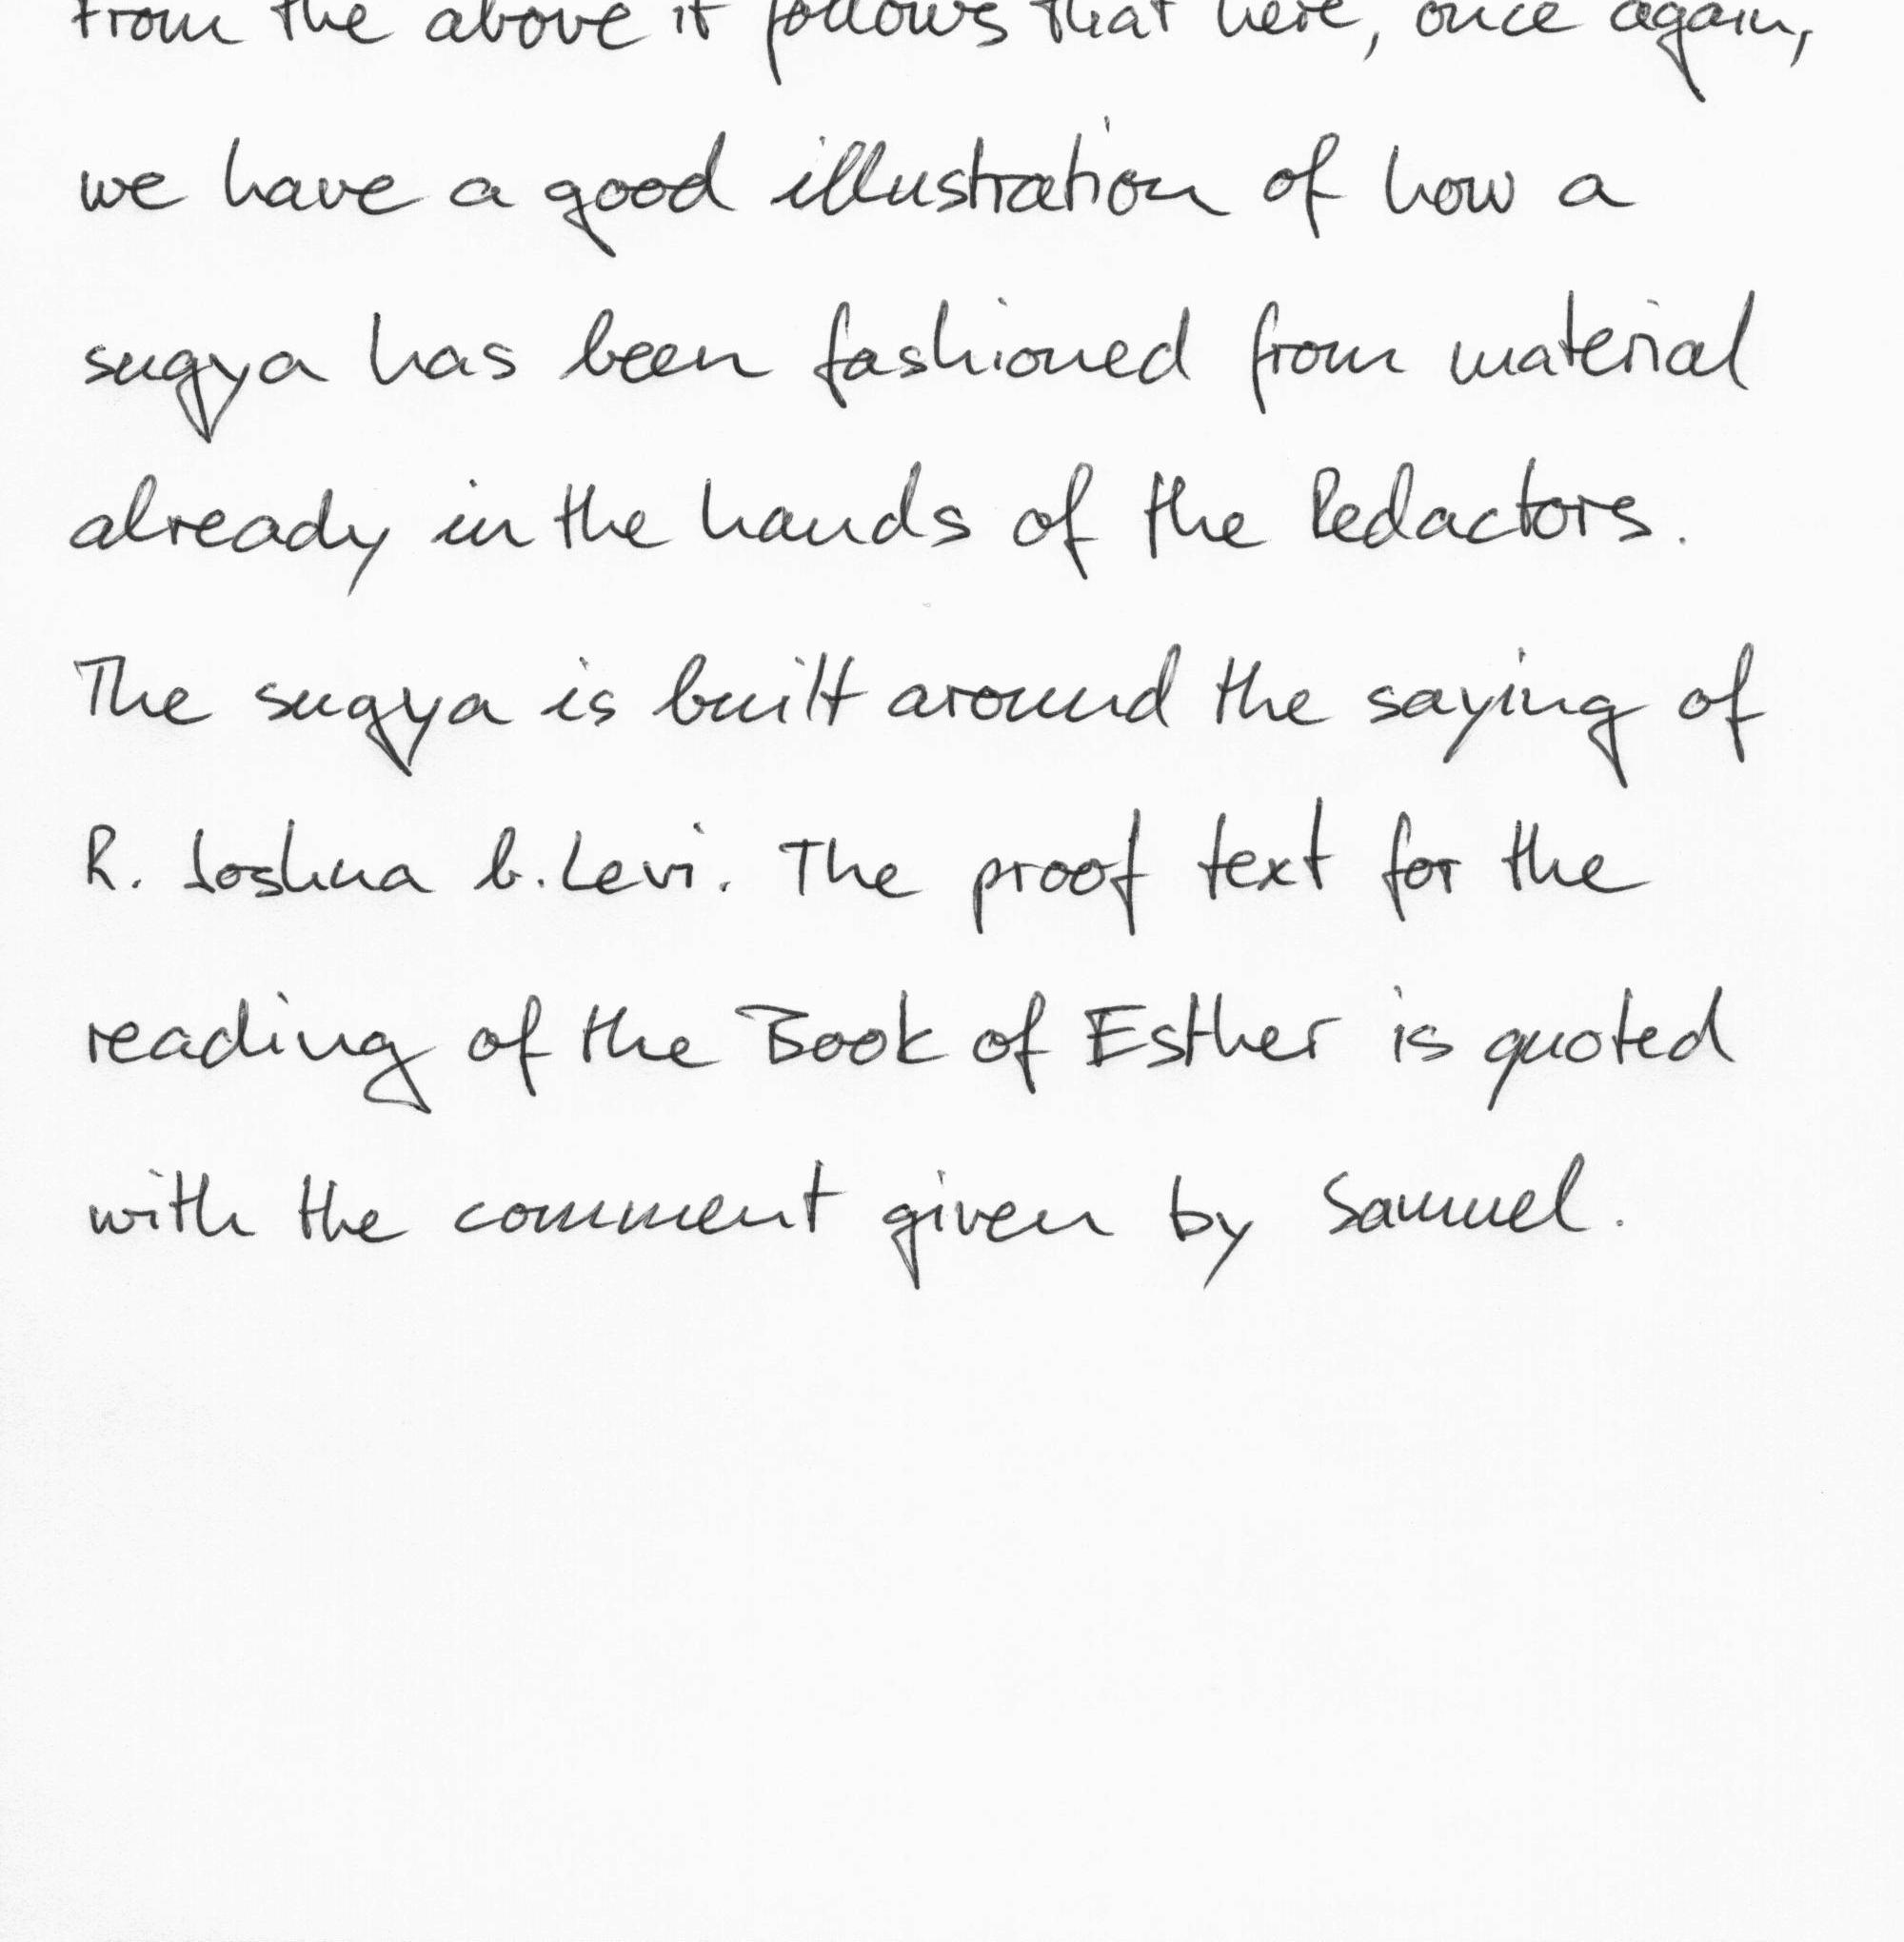 From the above it follows that here, once again,
we have a good illustration of how a
sugya has been fashioned from material
already in the hands of the Redactors.
The sugya is built around the saying of
R. Joshua b. Levi. The proof text for the
reading of the Book of Esther is quoted
with the comment given by Samuel.